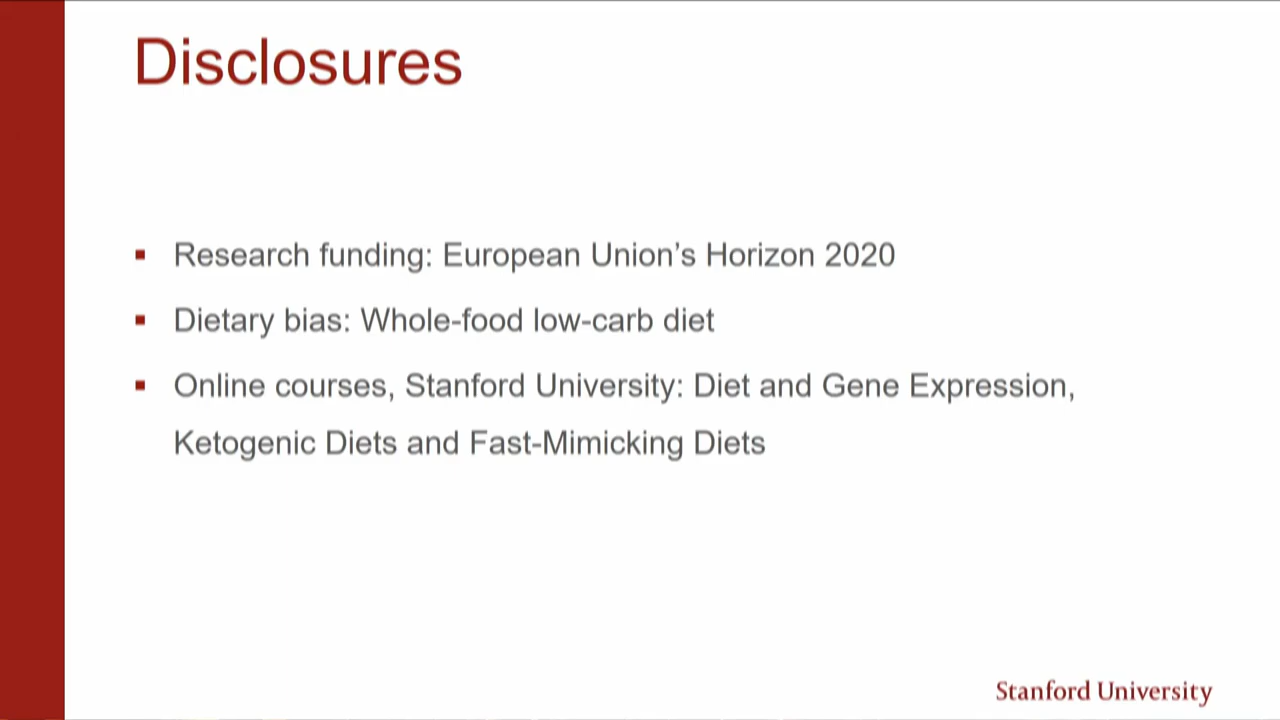 Disclosures
Research funding: European Union’s Horizon 2020
Dietary bias: Whole-food low-carb diet
Online courses, Stanford University: Diet and Gene Expression,
Ketogenic Diets and Fast-Mimicking Diets
Stanford University